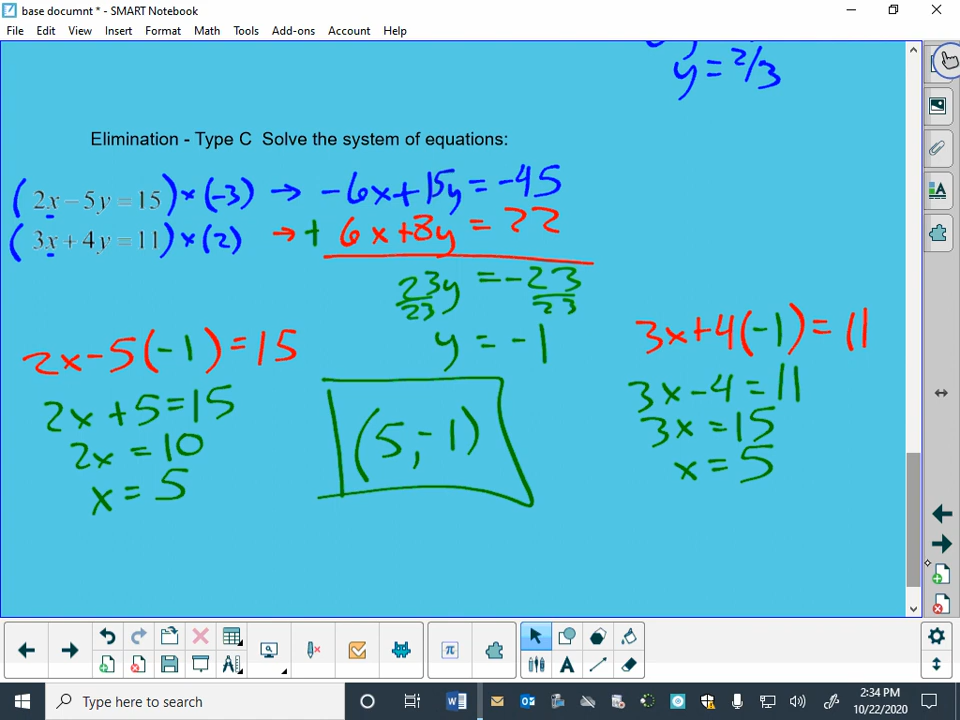 base documnt * - SMART Notebook
File Edit View Insert Format Math Tools Add-ons Account Help
y = 2/3
Elimination - Type C Solve the system of equations:
(2x − 5y = 15) × (-3) → -6x + 15y = -45
(3x + 4y = 11) × (2) → + 6x + 8y = 22
23y = -23
23 23
y = -1
2x - 5(-1) = 15
2x + 5 = 15
2x = 10
x = 5
(5, -1)
3x + 4(-1) = 11
3x - 4 = 11
3x = 15
x = 5
Type here to search
2:34 PM
10/22/2020